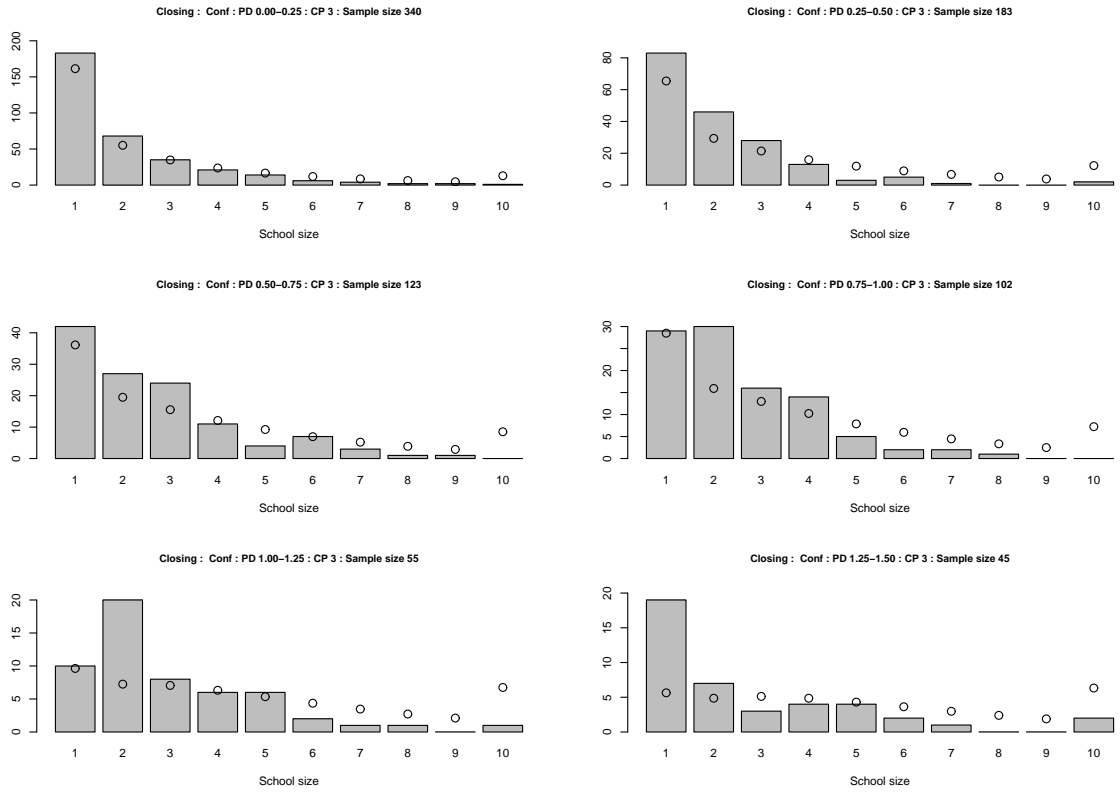 Closing : Conf : PD 0.00−0.25 : CP 3 : Sample size 340
200
150
100
50
0
1 2 3 4 5 6 7 8 9 10
School size
Closing : Conf : PD 0.25−0.50 : CP 3 : Sample size 183
80
60
40
20
0
1 2 3 4 5 6 7 8 9 10
School size
Closing : Conf : PD 0.50−0.75 : CP 3 : Sample size 123
40
30
20
10
0
1 2 3 4 5 6 7 8 9 10
School size
Closing : Conf : PD 0.75−1.00 : CP 3 : Sample size 102
30
20
10
5
0
1 2 3 4 5 6 7 8 9 10
School size
Closing : Conf : PD 1.00−1.25 : CP 3 : Sample size 55
20
15
10
5
0
1 2 3 4 5 6 7 8 9 10
School size
Closing : Conf : PD 1.25−1.50 : CP 3 : Sample size 45
20
15
10
5
0
1 2 3 4 5 6 7 8 9 10
School size